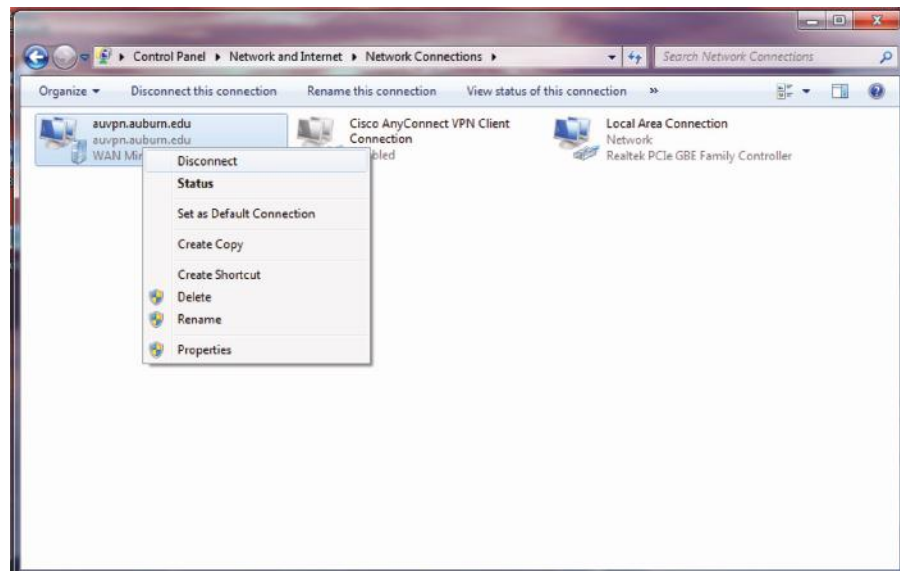 Control Panel ▸ Network and Internet ▸ Network Connections ▸
Search Network Connections
Organize Disconnect this connection Rename this connection View status of this connection »
auvpn.auburn.edu
auvpn.auburn.edu
WAN
Cisco AnyConnect VPN Client
Connection
Local Area Connection
Network
Realtek PCIe GBE Family Controller
Disconnect
Status
Set as Default Connection
Create Copy
Create Shortcut
Delete
Rename
Properties